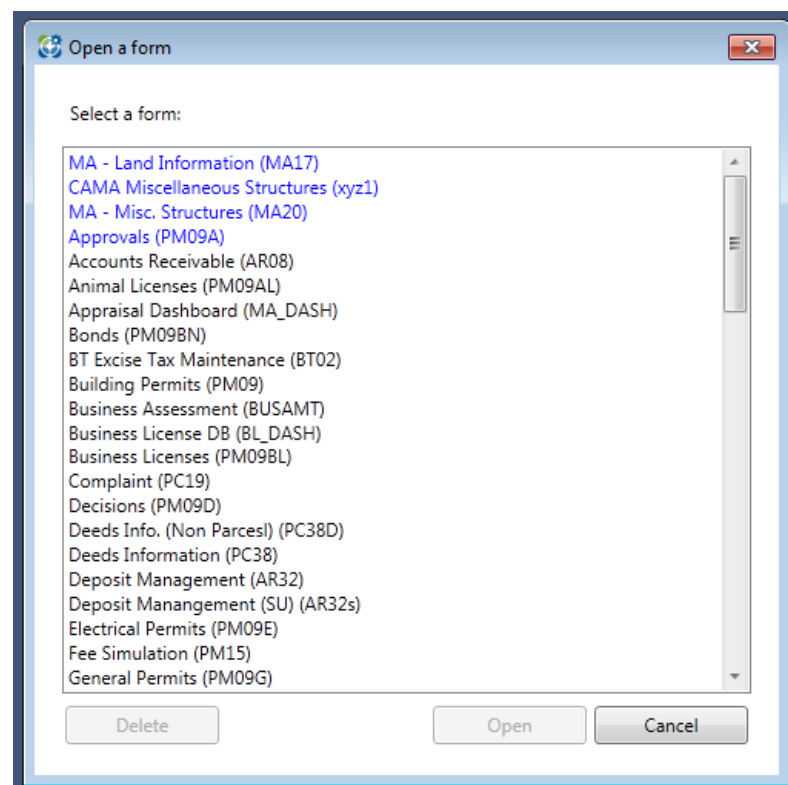 Open a form
Select a form:
MA - Land Information (MA17)
CAMA Miscellaneous Structures (xyz1)
MA - Misc. Structures (MA20)
Approvals (PM09A)
Accounts Receivable (AR08)
Animal Licenses (PM09AL)
Appraisal Dashboard (MA_DASH)
Bonds (PM09BN)
BT Excise Tax Maintenance (BT02)
Building Permits (PM09)
Business Assessment (BUSAMT)
Business License DB (BL_DASH)
Business Licenses (PM09BL)
Complaint (PC19)
Decisions (PM09D)
Deeds Info. (Non Parcesl) (PC38D)
Deeds Information (PC38)
Deposit Management (AR32)
Deposit Manangement (SU) (AR32s)
Electrical Permits (PM09E)
Fee Simulation (PM15)
General Permits (PM09G)
Delete Open Cancel